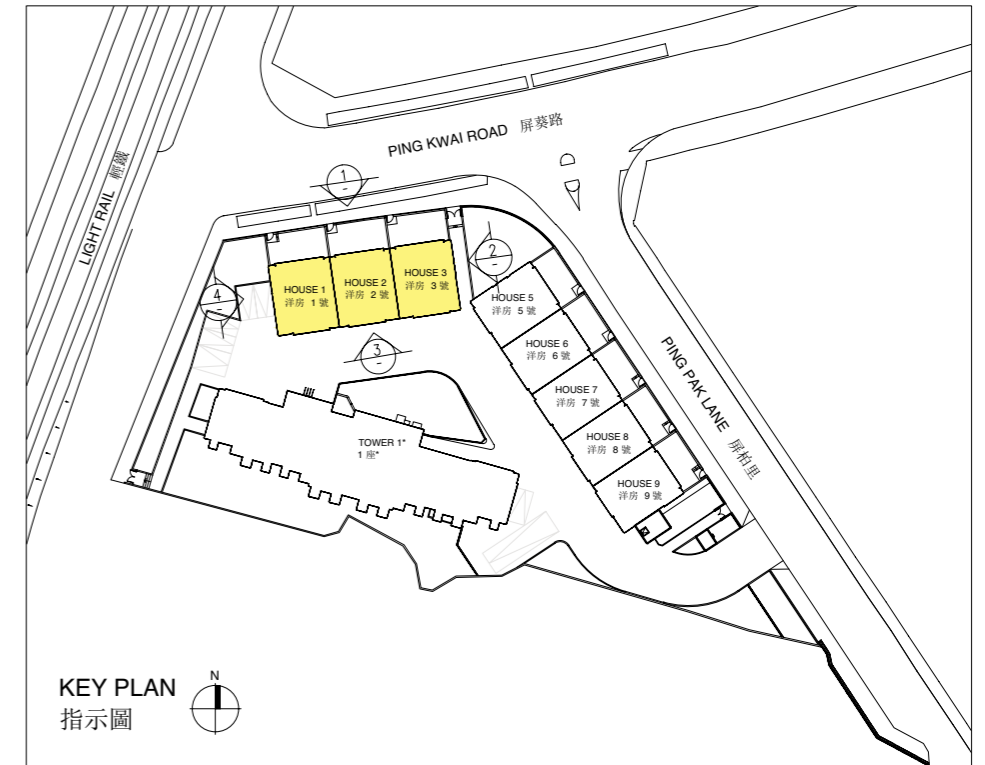 PING KWAI ROAD 屏葵路
LIGHT RAIL 輕鐵
1
-
2
-
4
-
3
-
HOUSE 1
洋房 1 號
HOUSE 2
洋房 2 號
HOUSE 3
洋房 3 號
HOUSE 5
洋房 5 號
HOUSE 6
洋房 6 號
HOUSE 7
洋房 7 號
HOUSE 8
洋房 8 號
HOUSE 9
洋房 9 號
PING PAK LANE 屏柏里
TOWER 1*
1 座*
KEY PLAN
指示圖
N